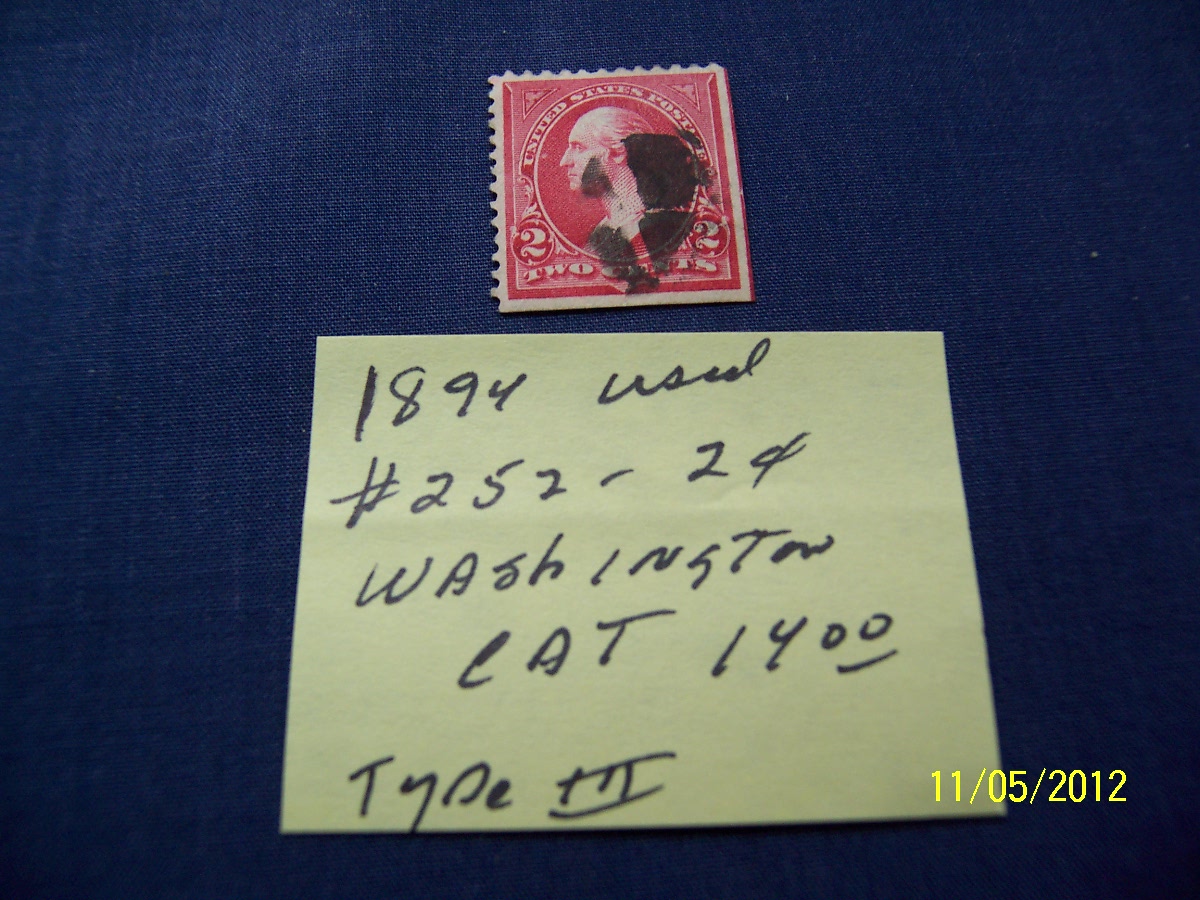 UNITED STATES POSTAGE
2 2
TWO CENTS
1894 used
#252 - 2¢
WASHINGTON
CAT 1400
Type III
11/05/2012